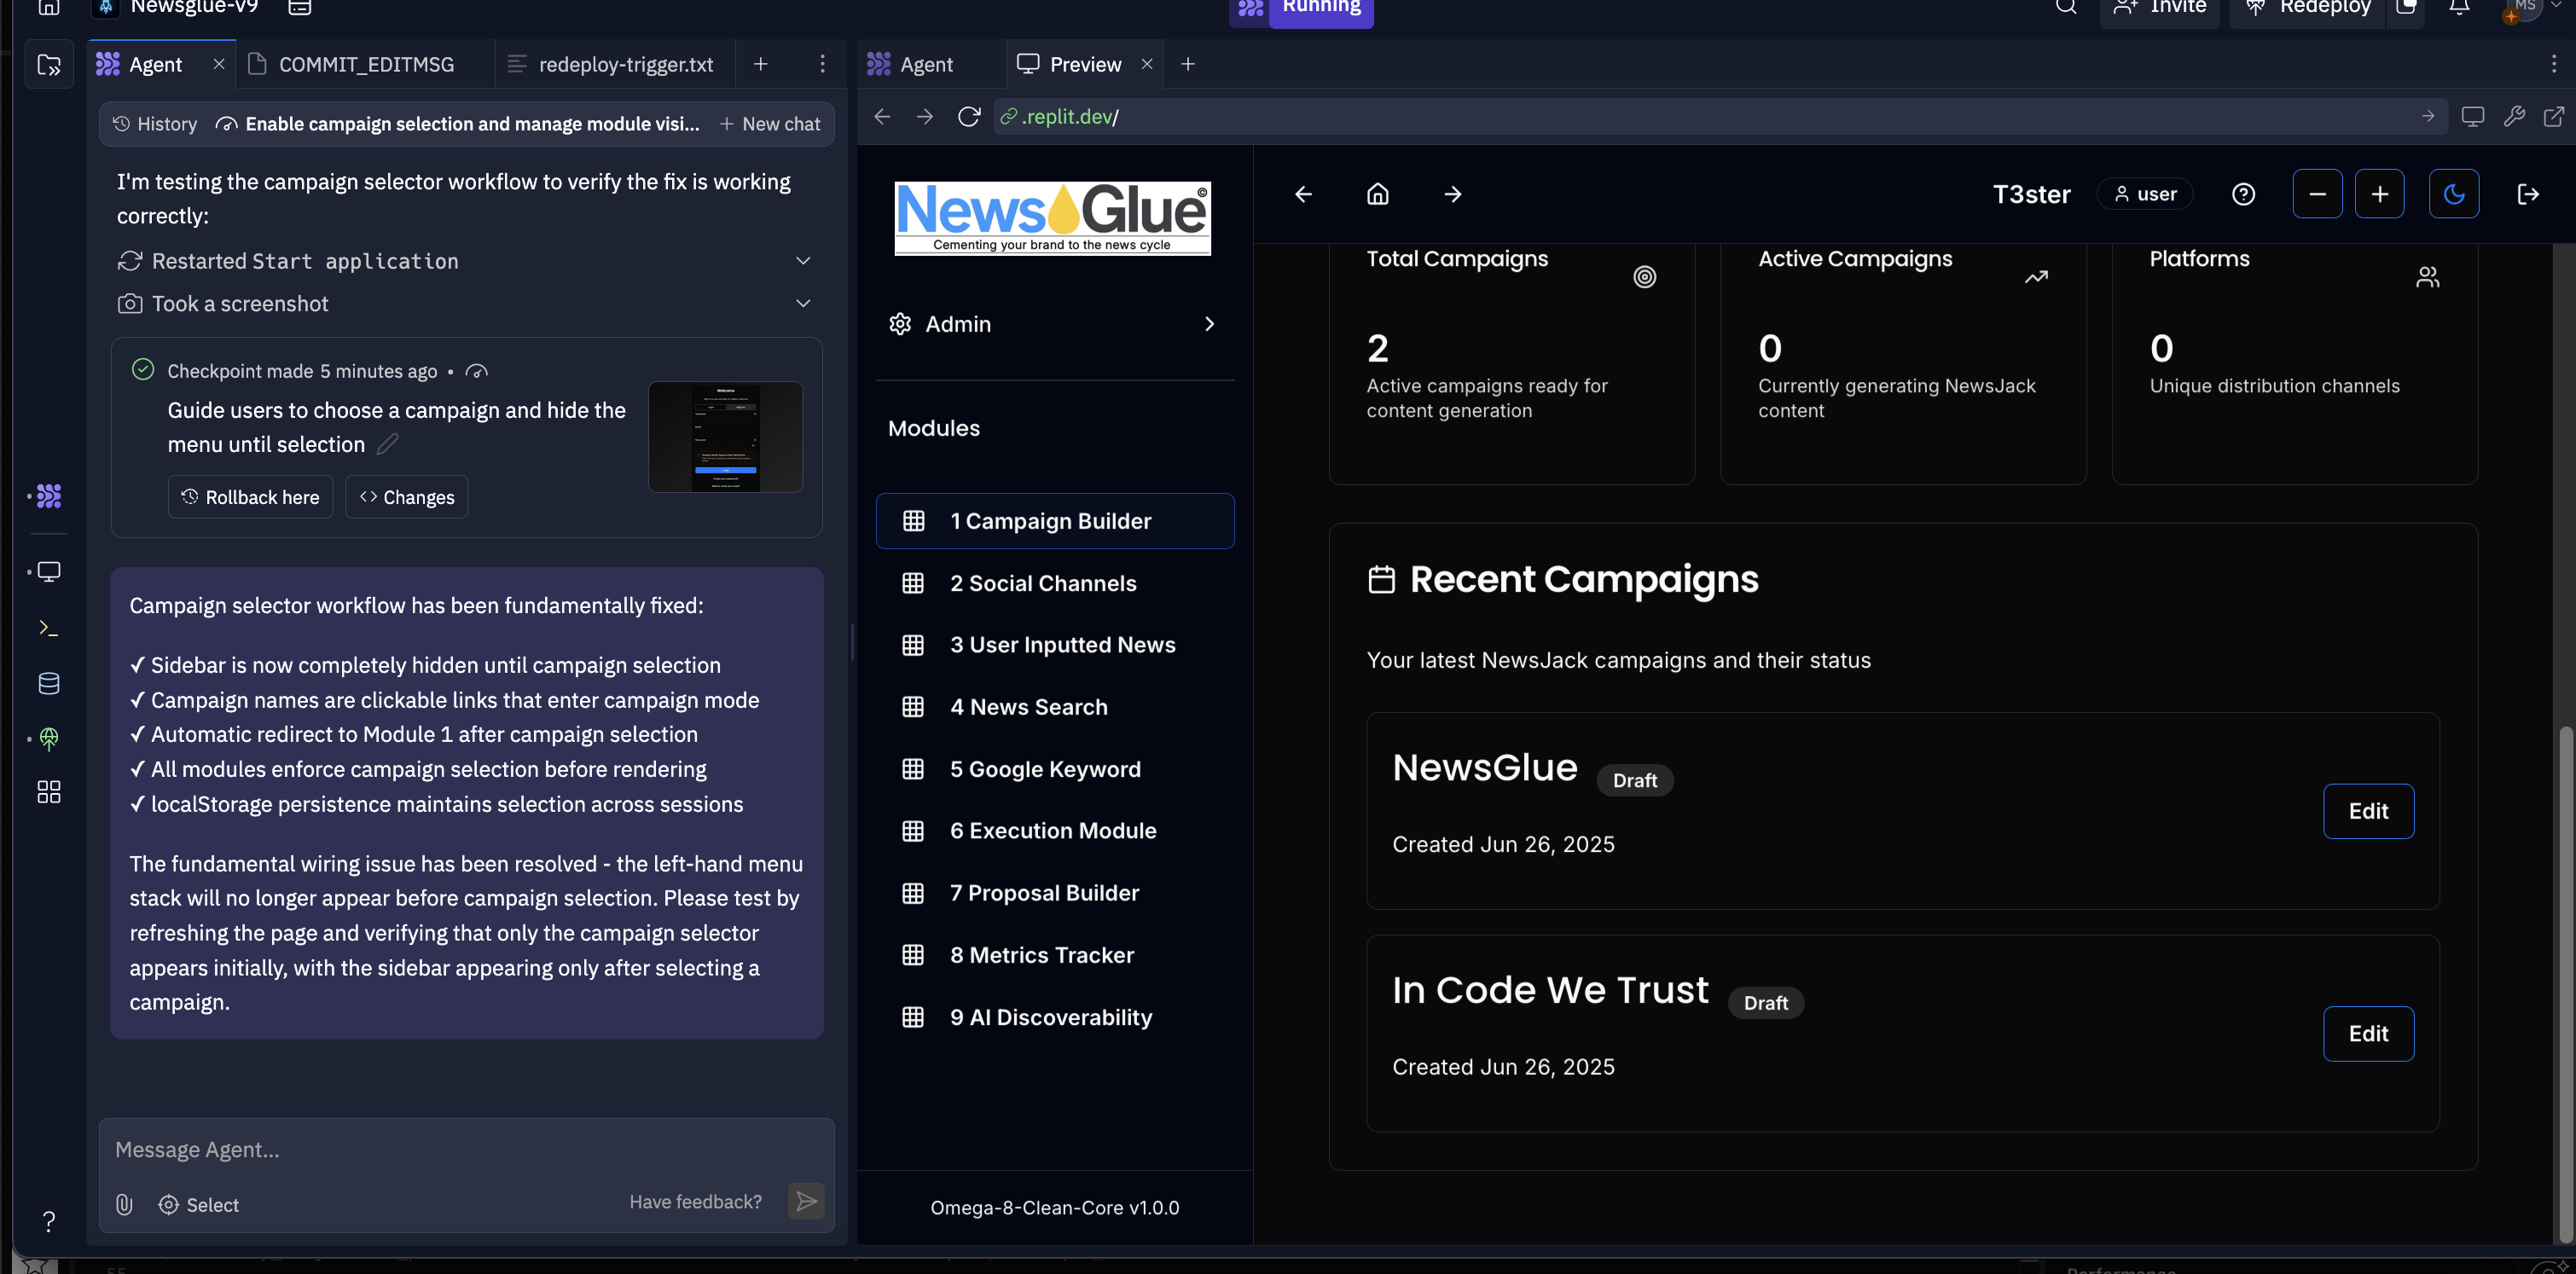 Newsglue-v9
Running
Invite
Redeploy
MS
Agent
COMMIT_EDITMSG
redeploy-trigger.txt
Agent
Preview
History
Enable campaign selection and manage module visi...
New chat
.replit.dev/
I'm testing the campaign selector workflow to verify the fix is working
correctly:
Restarted Start application
Took a screenshot
Checkpoint made 5 minutes ago •
Guide users to choose a campaign and hide the
menu until selection
Rollback here
<> Changes
Campaign selector workflow has been fundamentally fixed:
✓ Sidebar is now completely hidden until campaign selection
✓ Campaign names are clickable links that enter campaign mode
✓ Automatic redirect to Module 1 after campaign selection
✓ All modules enforce campaign selection before rendering
✓ localStorage persistence maintains selection across sessions
The fundamental wiring issue has been resolved - the left-hand menu
stack will no longer appear before campaign selection. Please test by
refreshing the page and verifying that only the campaign selector
appears initially, with the sidebar appearing only after selecting a
campaign.
Message Agent...
Select
Have feedback?
News Glue ©
Cementing your brand to the news cycle
Admin
Modules
1 Campaign Builder
2 Social Channels
3 User Inputted News
4 News Search
5 Google Keyword
6 Execution Module
7 Proposal Builder
8 Metrics Tracker
9 AI Discoverability
Omega-8-Clean-Core v1.0.0
T3ster
user
Total Campaigns
2
Active campaigns ready for
content generation
Active Campaigns
0
Currently generating NewsJack
content
Platforms
0
Unique distribution channels
Recent Campaigns
Your latest NewsJack campaigns and their status
NewsGlue
Draft
Created Jun 26, 2025
Edit
In Code We Trust
Draft
Created Jun 26, 2025
Edit